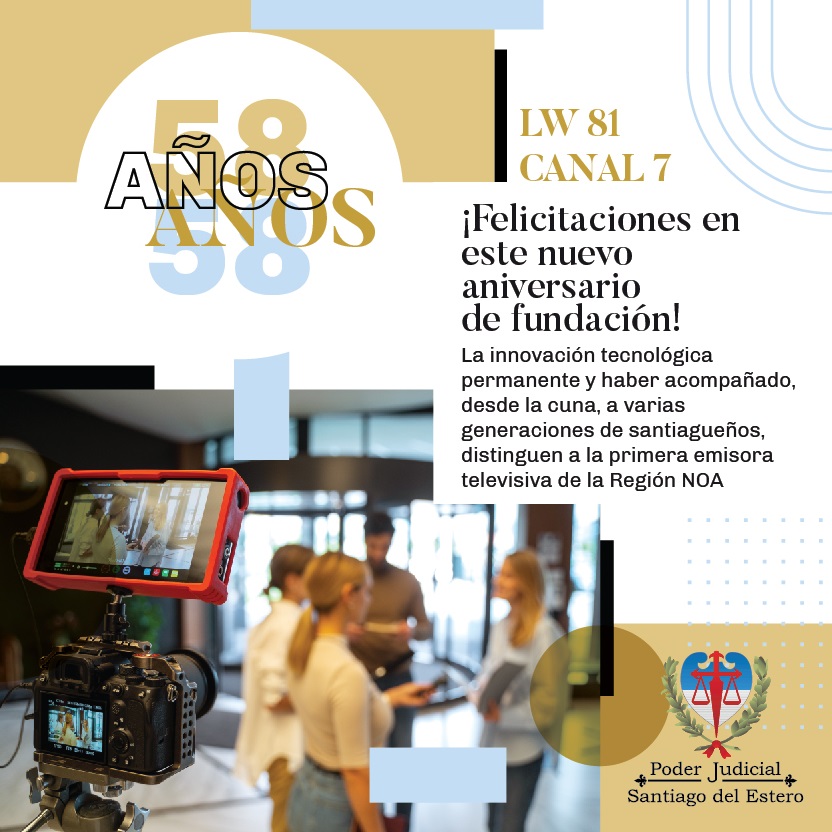 58
AÑOS
AÑOS
58
LW 81
CANAL 7
¡Felicitaciones en
este nuevo
aniversario
de fundación!
La innovación tecnológica
permanente y haber acompañado,
desde la cuna, a varias
generaciones de santiagueños,
distinguen a la primera emisora
televisiva de la Región NOA
Poder Judicial
Santiago del Estero